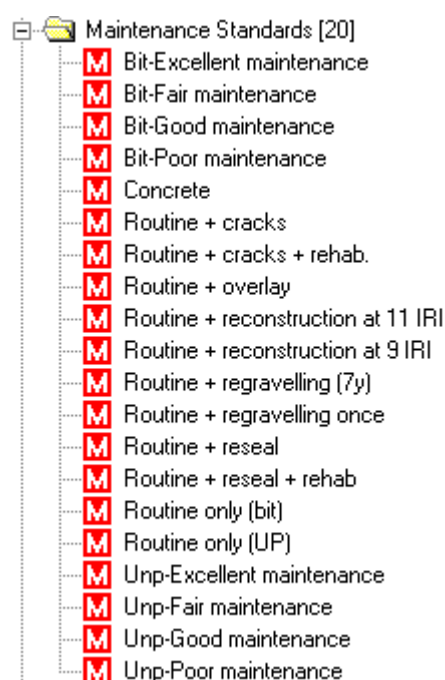 Maintenance Standards [20]
M Bit-Excellent maintenance
M Bit-Fair maintenance
M Bit-Good maintenance
M Bit-Poor maintenance
M Concrete
M Routine + cracks
M Routine + cracks + rehab.
M Routine + overlay
M Routine + reconstruction at 11 IRI
M Routine + reconstruction at 9 IRI
M Routine + regravelling (7y)
M Routine + regravelling once
M Routine + reseal
M Routine + reseal + rehab
M Routine only (bit)
M Routine only (UP)
M Unp-Excellent maintenance
M Unp-Fair maintenance
M Unp-Good maintenance
M Unp-Poor maintenance